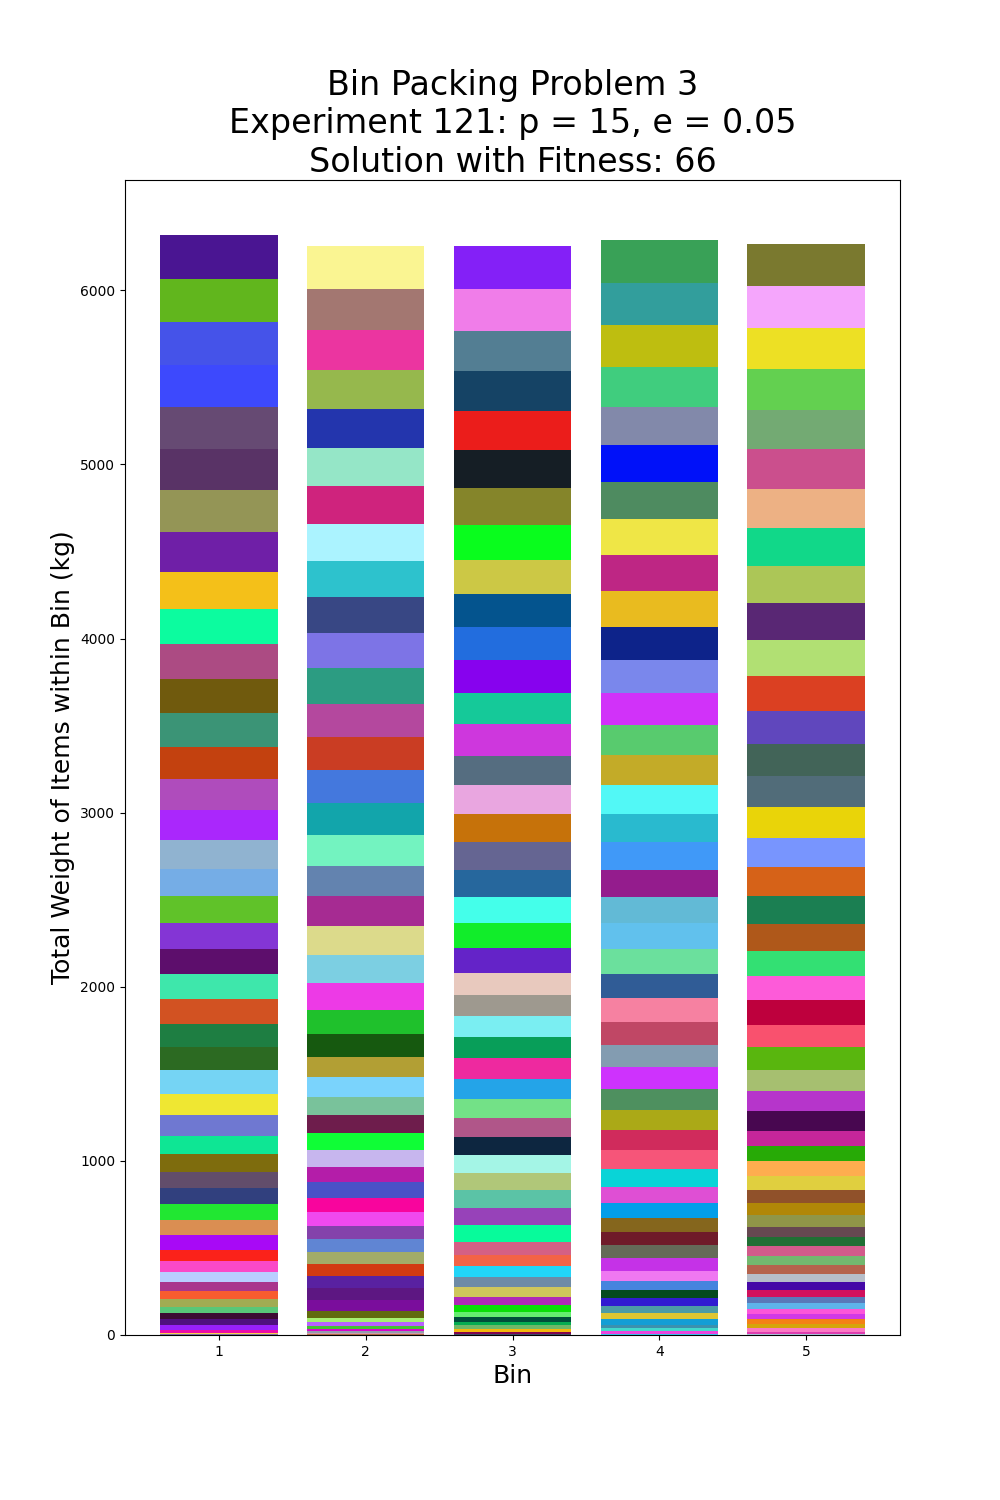 Bin Packing Problem 3
Experiment 121: p = 15, e = 0.05
Solution with Fitness: 66
Total Weight of Items within Bin (kg)
6000
5000
4000
3000
2000
1000
0
1 2 3 4 5
Bin